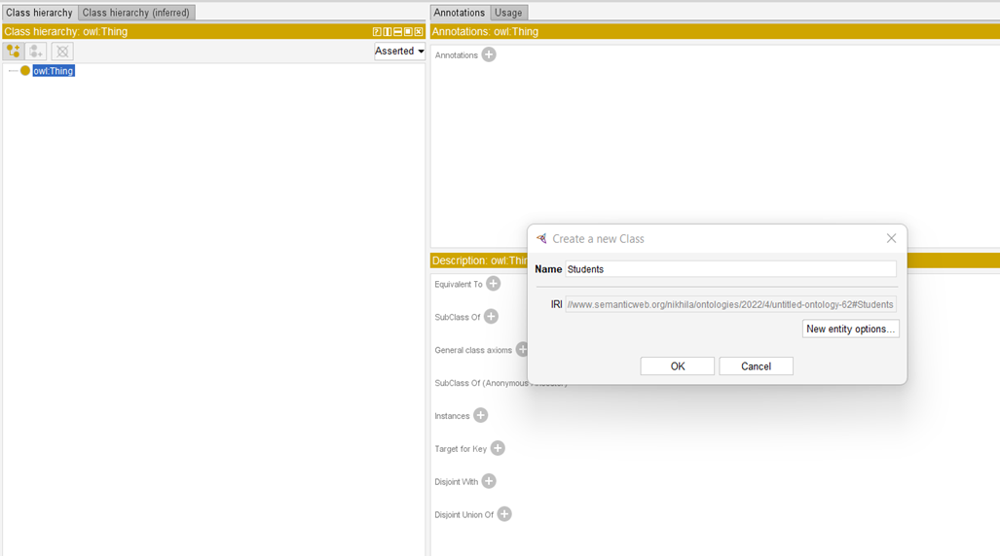 Class hierarchy Class hierarchy (inferred)
Class hierarchy: owl:Thing
Asserted
owl:Thing
Annotations Usage
Annotations: owl:Thing
Annotations
Create a new Class
Name Students
IRI //www.semanticweb.org/nikhila/ontologies/2022/4/untitled-ontology-62#Students
New entity options...
OK Cancel
Description: owl:Thin
Equivalent To
SubClass Of
General class axioms
SubClass Of (Anonymous Ancestor)
Instances
Target for Key
Disjoint With
Disjoint Union Of